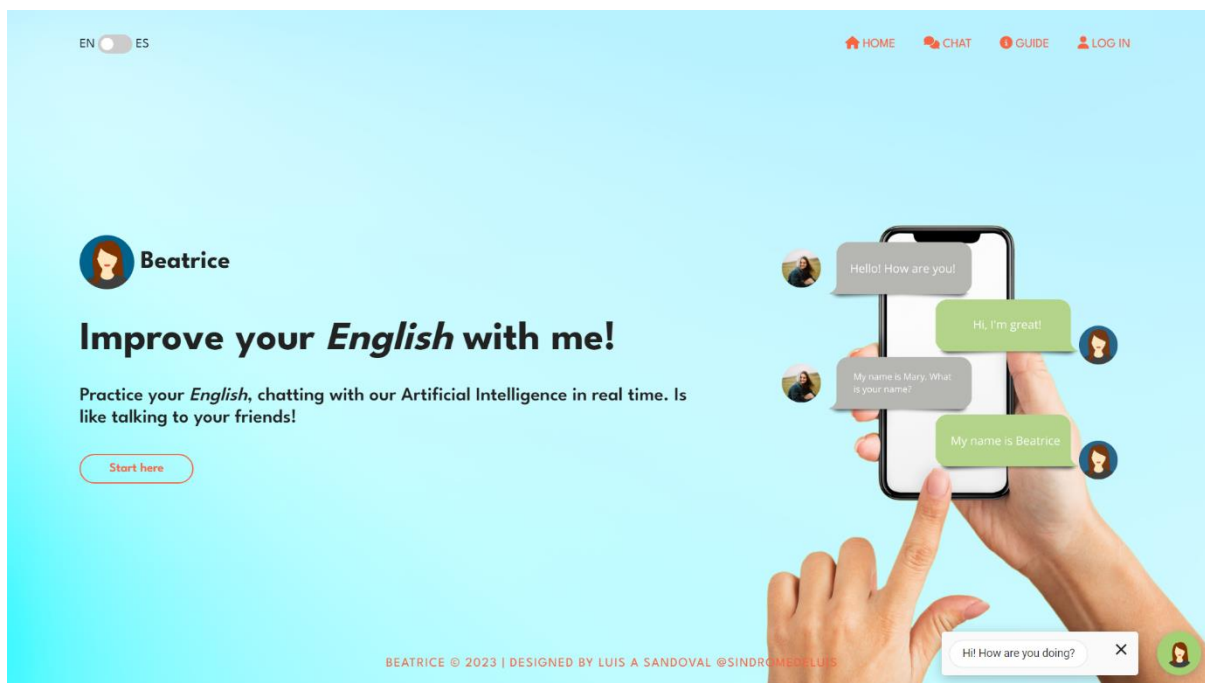 EN ES
HOME CHAT GUIDE LOG IN
Beatrice
Improve your English with me!
Practice your English, chatting with our Artificial Intelligence in real time. Is
like talking to your friends!
Start here
Hello! How are you!
Hi, I'm great!
My name is Mary. What
is your name?
My name is Beatrice
Hi! How are you doing?
BEATRICE © 2023 | DESIGNED BY LUIS A SANDOVAL @SINDROMEDELUIS